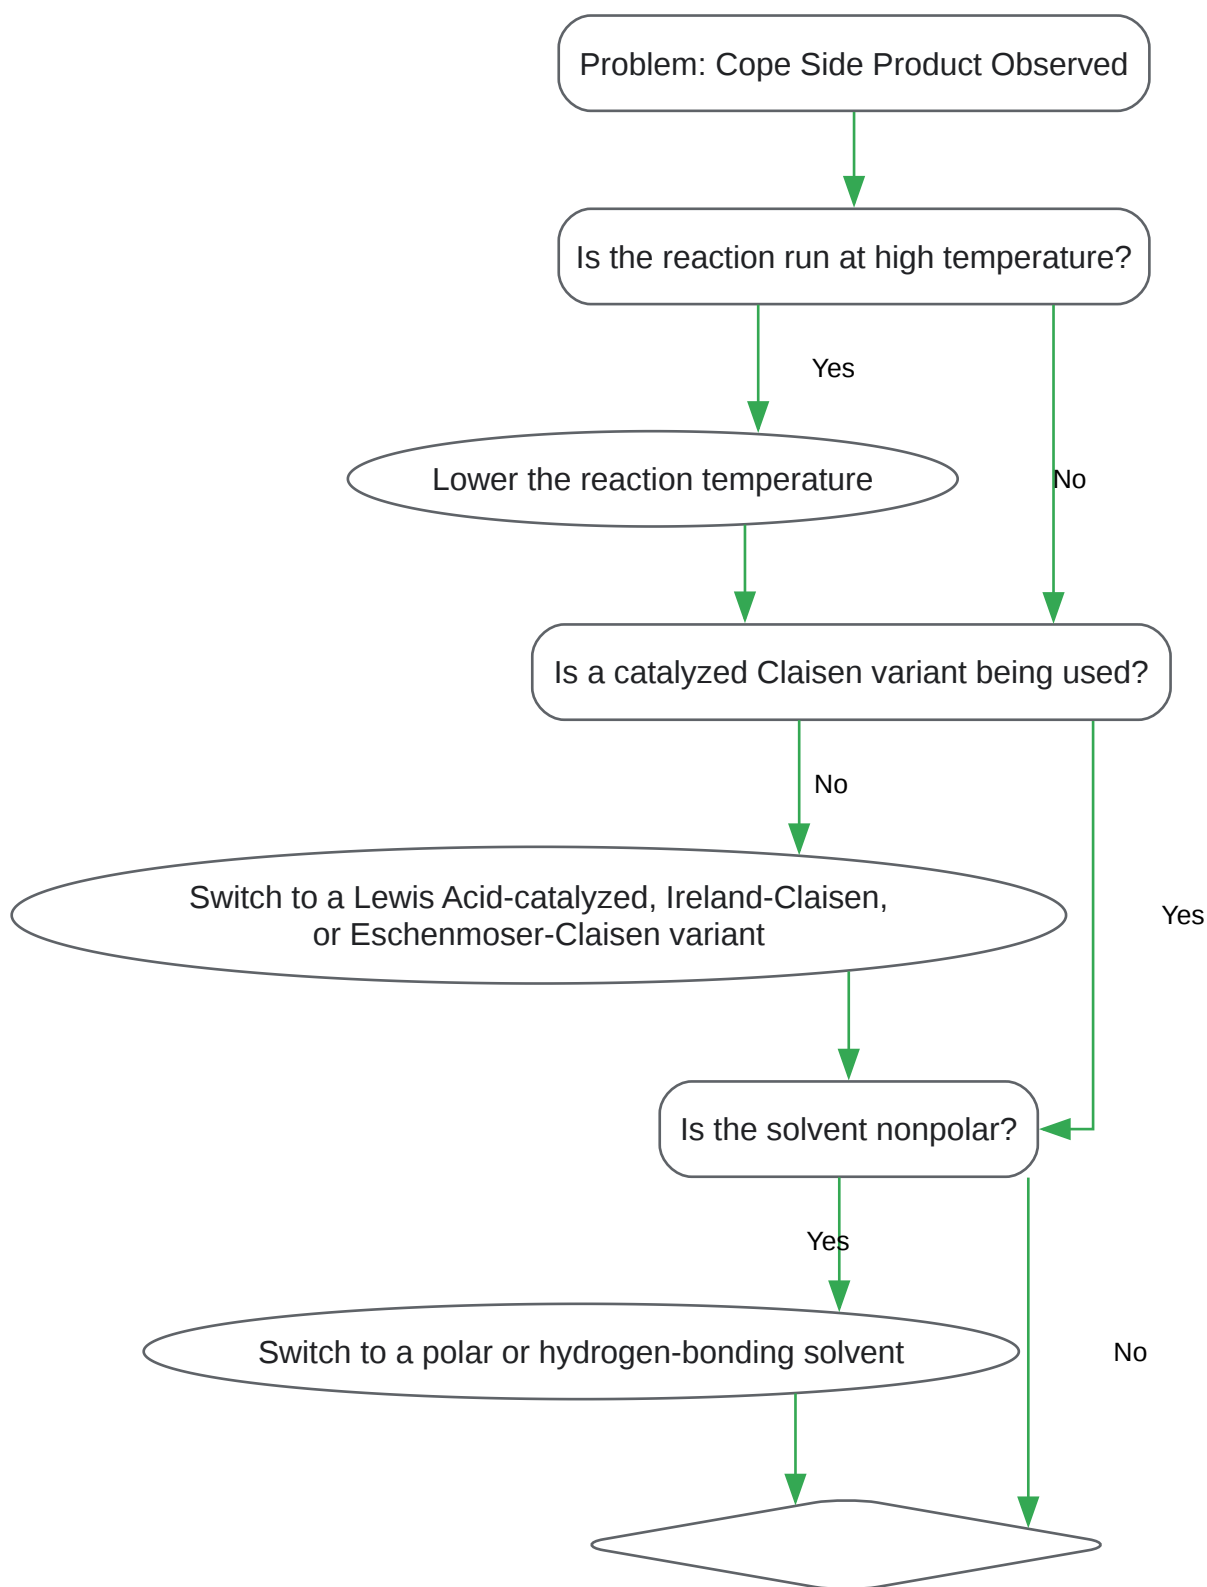 Problem: Cope Side Product Observed
Is the reaction run at high temperature?
Yes
Lower the reaction temperature
No
Is a catalyzed Claisen variant being used?
No
Switch to a Lewis Acid-catalyzed, Ireland-Claisen,
or Eschenmoser-Claisen variant
Yes
Is the solvent nonpolar?
Yes
Switch to a polar or hydrogen-bonding solvent
No